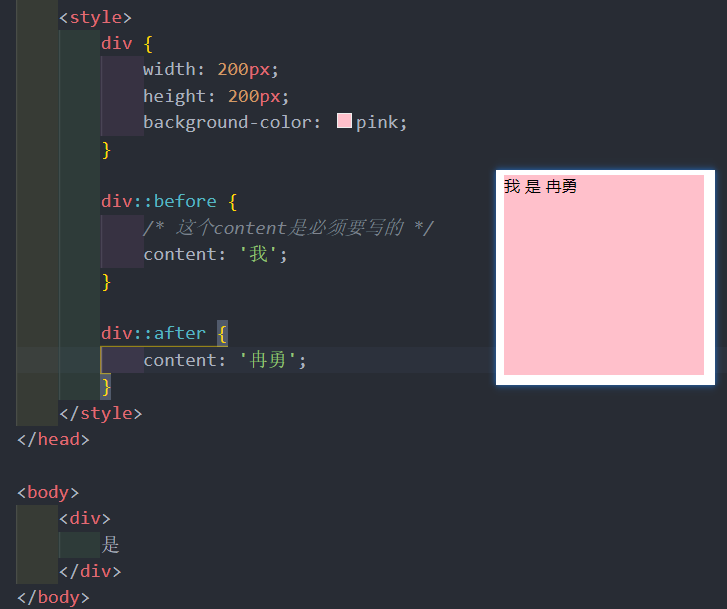 <style>
div {
width: 200px;
height: 200px;
background-color: pink;
}
div::before {
/* 这个content是必须要写的 */
content: '我';
}
div::after {
content: '冉勇';
}
</style>
</head>
<body>
<div>
是
</div>
</body>
我 是 冉勇